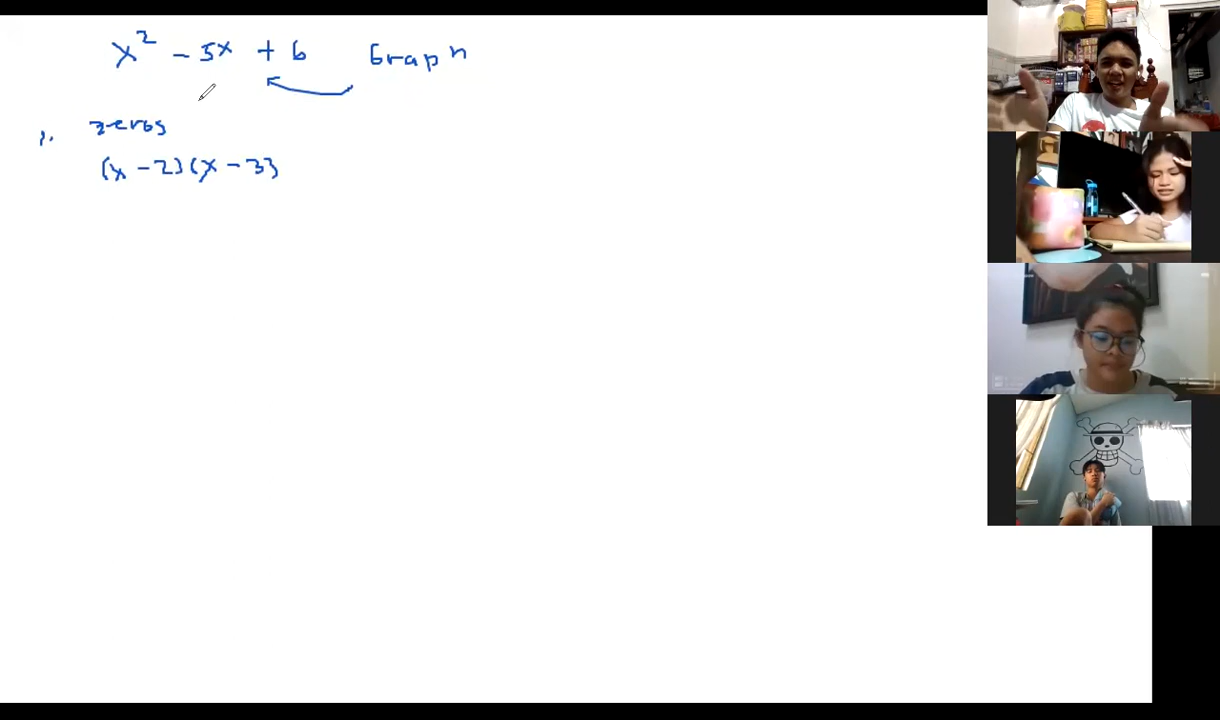 x² - 5x + 6 Graph
1. zeros
(x - 2)(x - 3)